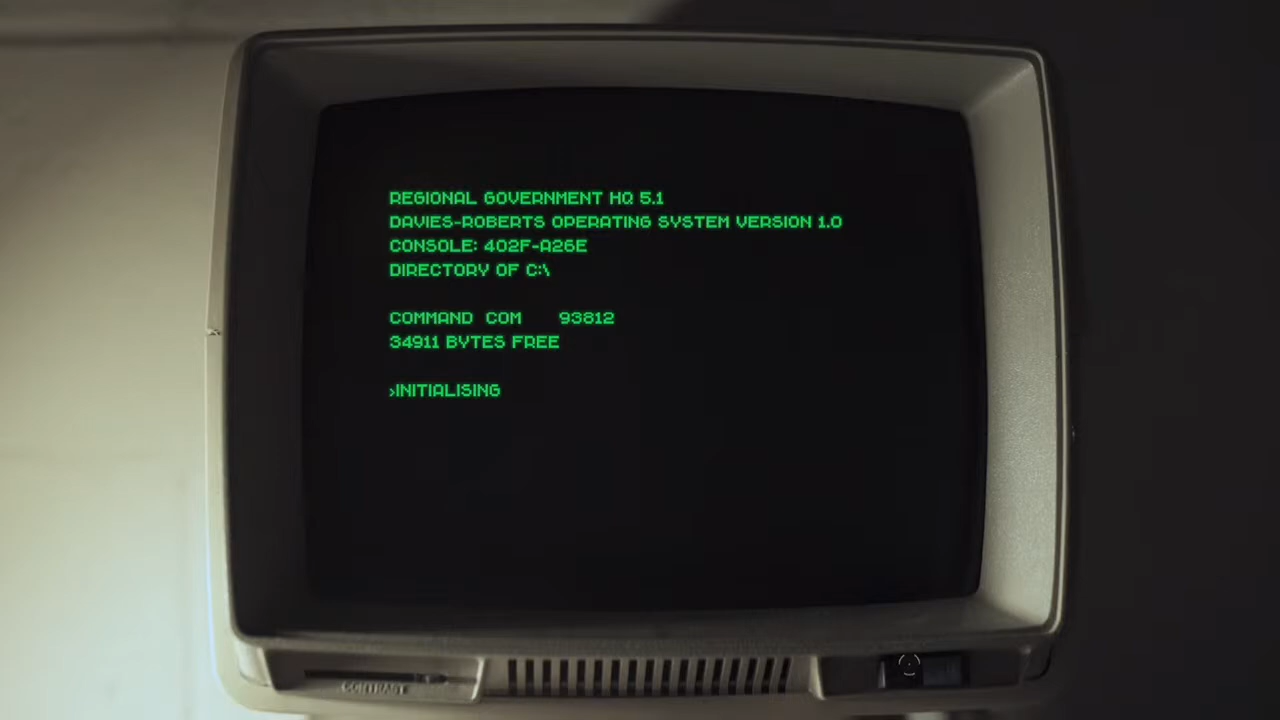 REGIONAL GOVERNMENT HQ 5.1
DAVIES-ROBERTS OPERATING SYSTEM VERSION 1.0
CONSOLE: 402F-A26E
DIRECTORY OF C:\
COMMAND COM 93812
34911 BYTES FREE
>INITIALISING
CONTRAST